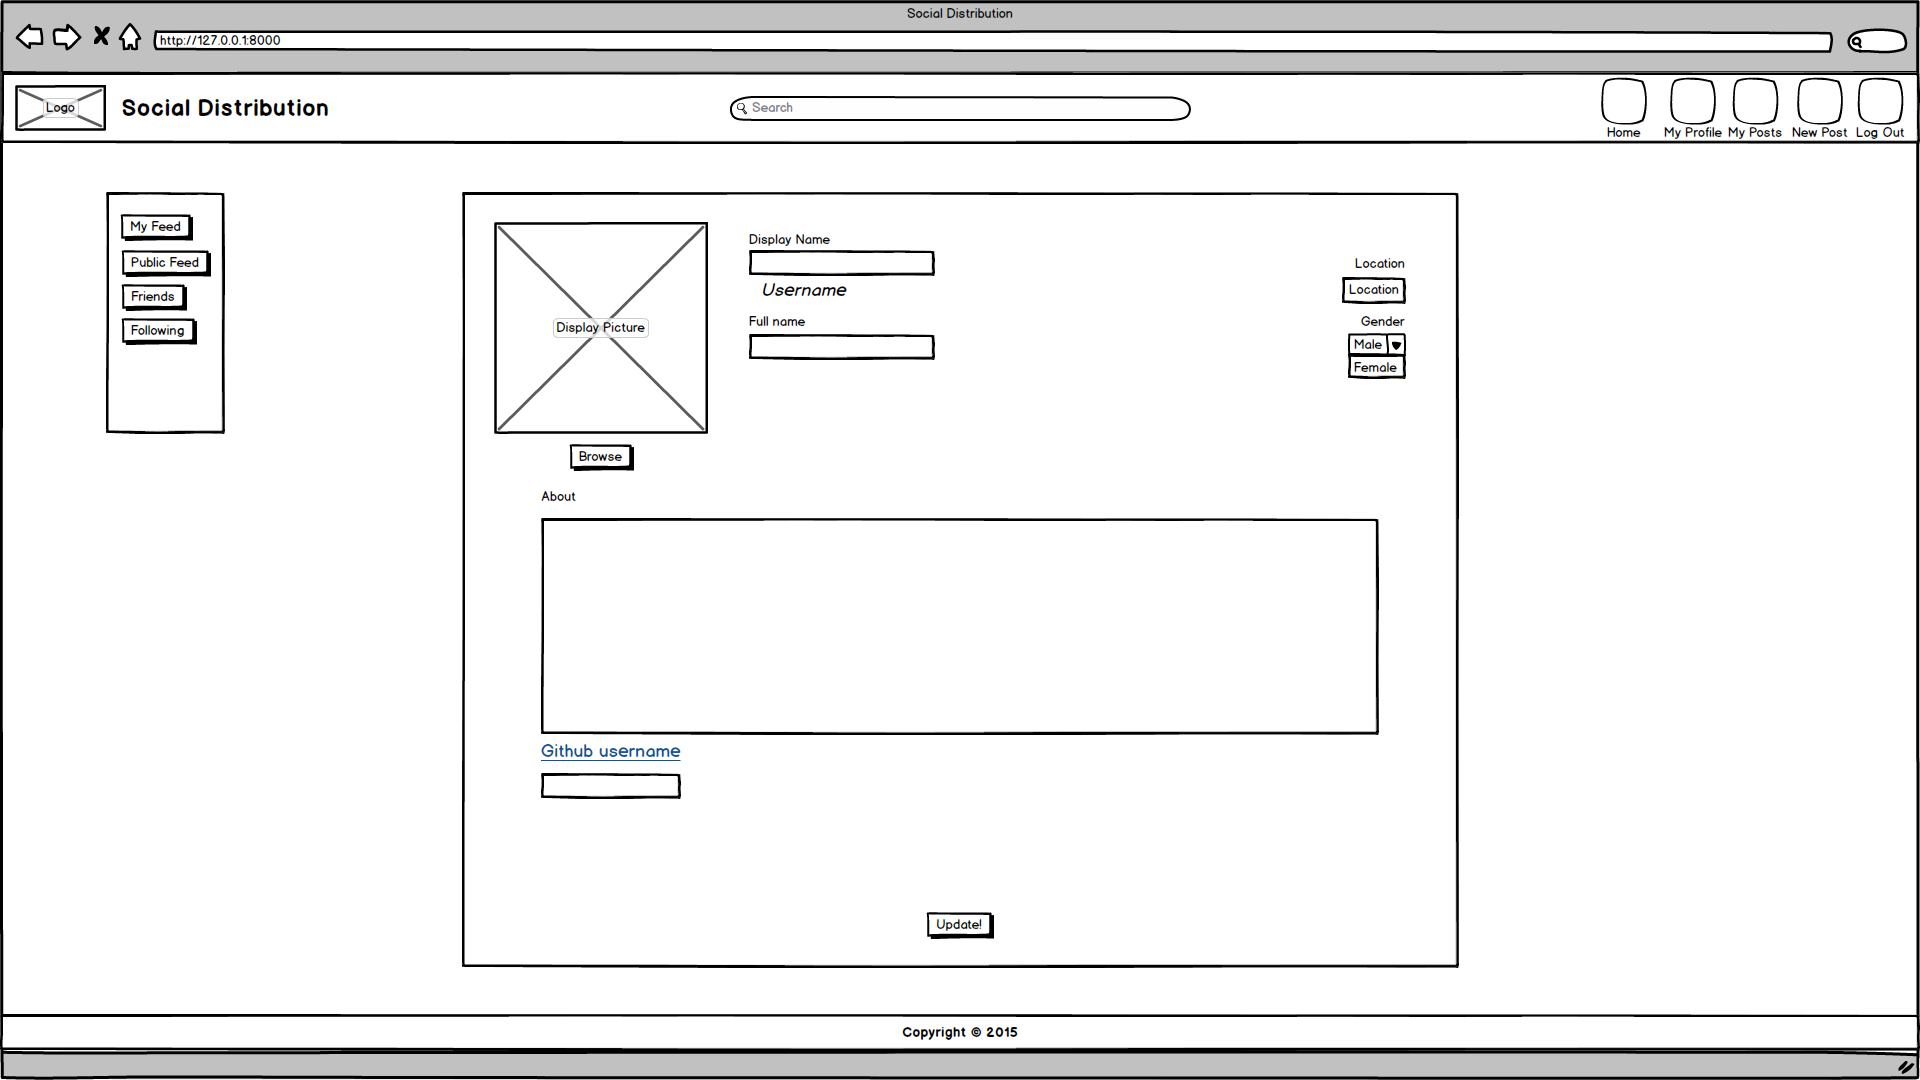 Social Distribution
http://127.0.0.1:8000
Logo
Social Distribution
Search
Home
My Profile
My Posts
New Post
Log Out
My Feed
Public Feed
Friends
Following
Display Picture
Browse
Display Name
Username
Full name
Location
Location
Gender
Male
Female
About
Github username
Update!
Copyright © 2015